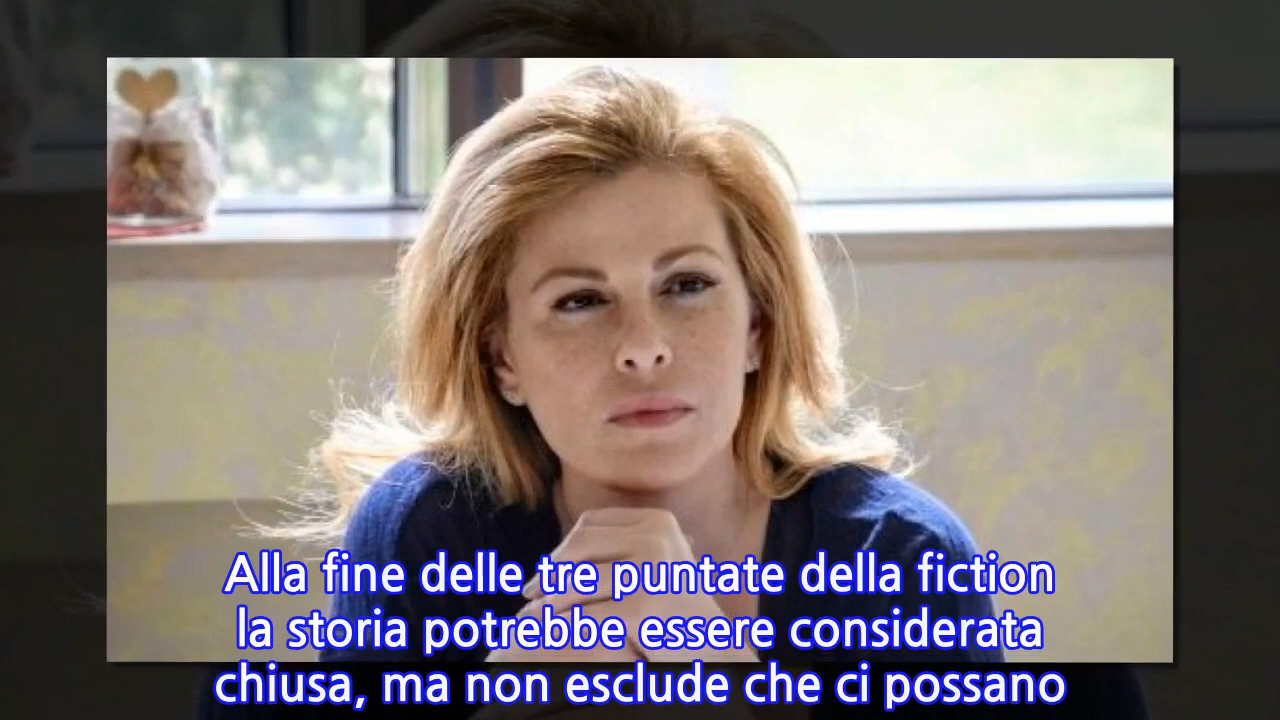 Alla fine delle tre puntate della fiction
la storia potrebbe essere considerata
chiusa, ma non esclude che ci possano